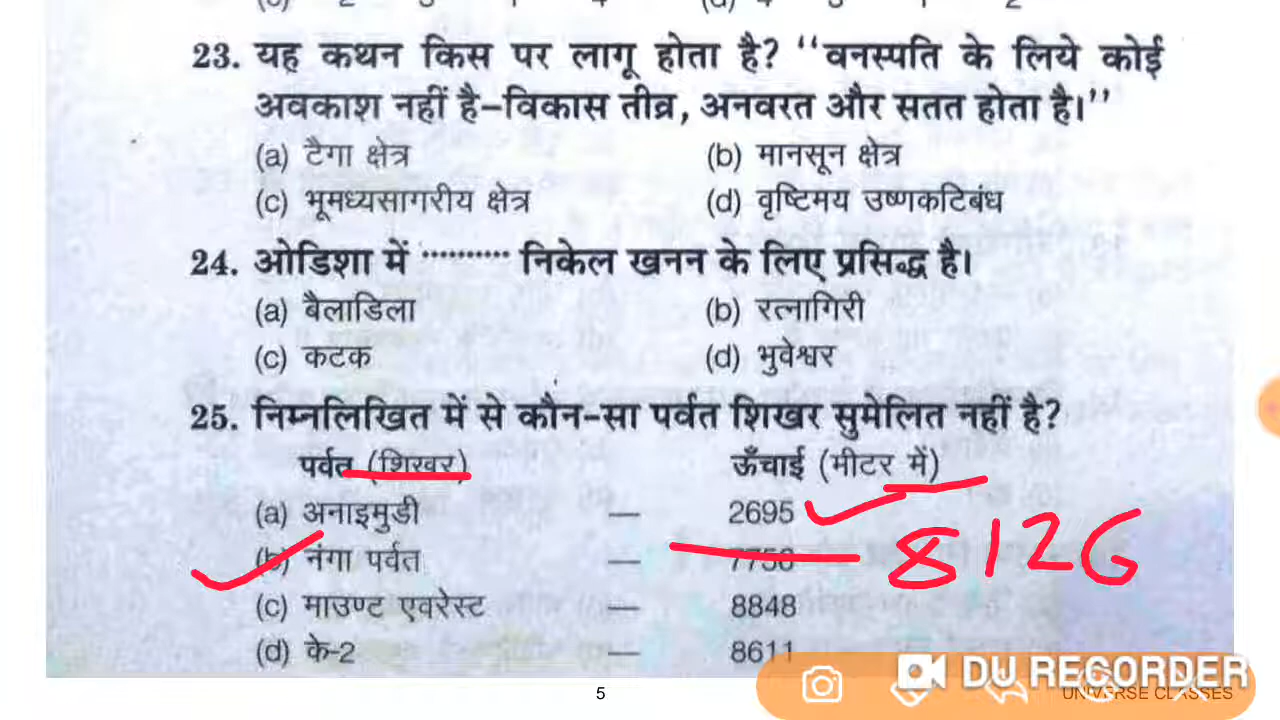 23. यह कथन किस पर लागू होता है? “वनस्पति के लिये कोई
अवकाश नहीं है–विकास तीव्र, अनवरत और सतत होता है।”
(a) टैगा क्षेत्र (b) मानसून क्षेत्र
(c) भूमध्यसागरीय क्षेत्र (d) वृष्टिमय उष्णकटिबंध
24. ओडिशा में .......... निकेल खनन के लिए प्रसिद्ध है।
(a) बैलाडिला (b) रत्नागिरी
(c) कटक (d) भुवेश्वर
25. निम्नलिखित में से कौन-सा पर्वत शिखर सुमेलित नहीं है?
पर्वत (शिखर) ऊँचाई (मीटर में)
(a) अनाइमुडी — 2695
(b) नंगा पर्वत — 8126
(c) माउण्ट एवरेस्ट — 8848
(d) के-2 — 8611
DU RECORDER
5 UNIVERSE CLASSES